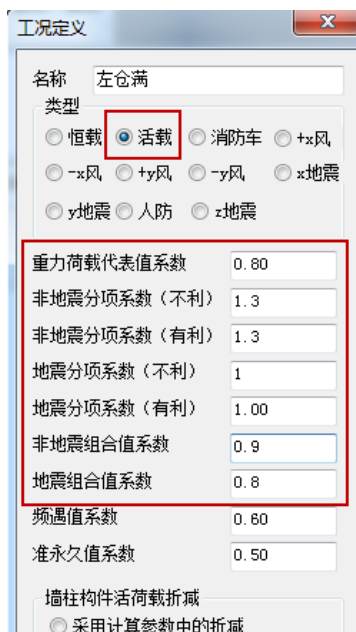 工况定义
名称 左仓满
类型
恒载 活载 消防车 +x风
-x风 +y风 -y风 x地震
y地震 人防 z地震
重力荷载代表值系数 0.80
非地震分项系数（不利） 1.3
非地震分项系数（有利） 1.3
地震分项系数（不利） 1
地震分项系数（有利） 1.00
非地震组合值系数 0.9
地震组合值系数 0.8
频遇值系数 0.60
准永久值系数 0.50
墙柱构件活荷载折减
采用计算参数中的折减